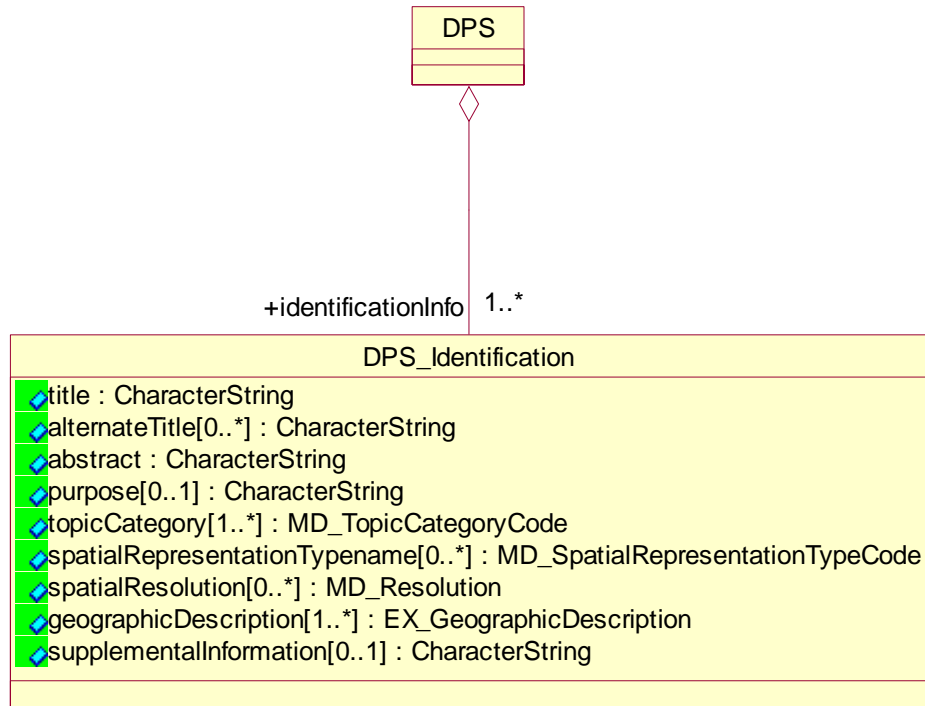 DPS
+identificationInfo 1..*
DPS_Identification
title : CharacterString
alternateTitle[0..*] : CharacterString
abstract : CharacterString
purpose[0..1] : CharacterString
topicCategory[1..*] : MD_TopicCategoryCode
spatialRepresentationTypename[0..*] : MD_SpatialRepresentationTypeCode
spatialResolution[0..*] : MD_Resolution
geographicDescription[1..*] : EX_GeographicDescription
supplementalInformation[0..1] : CharacterString